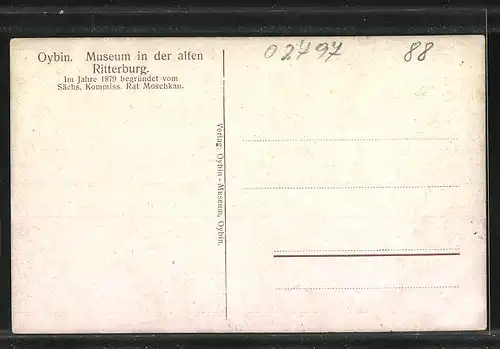 Oybin. Museum in der alten
Ritterburg.
Im Jahre 1879 begründet vom
Sächs. Kommiss. Rat Moschkau.
02497
88
Verlag: Oybin - Museum, Oybin.